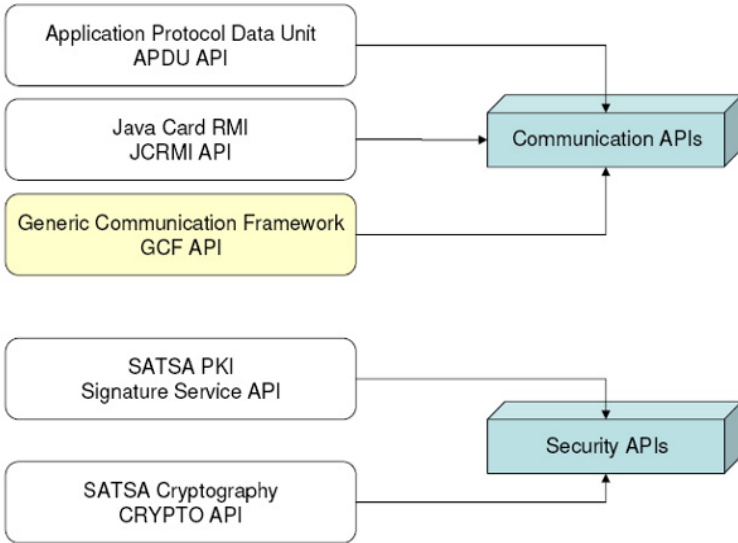 Application Protocol Data Unit
APDU API
Java Card RMI
JCRMI API
Communication APIs
Generic Communication Framework
GCF API
SATSA PKI
Signature Service API
Security APIs
SATSA Cryptography
CRYPTO API